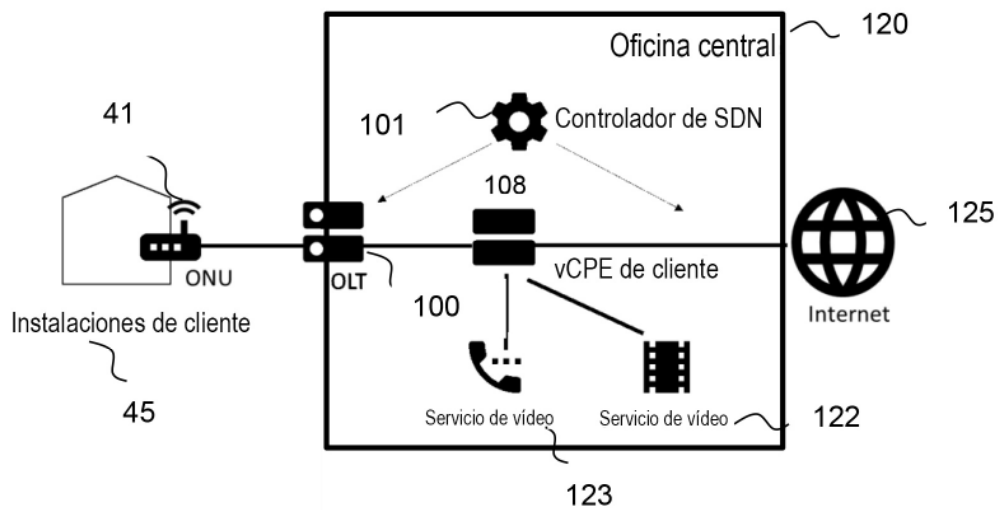 120
Oficina central
41
101
Controlador de SDN
108
125
ONU
OLT
vCPE de cliente
100
Internet
Instalaciones de cliente
45
Servicio de vídeo
Servicio de vídeo
122
123